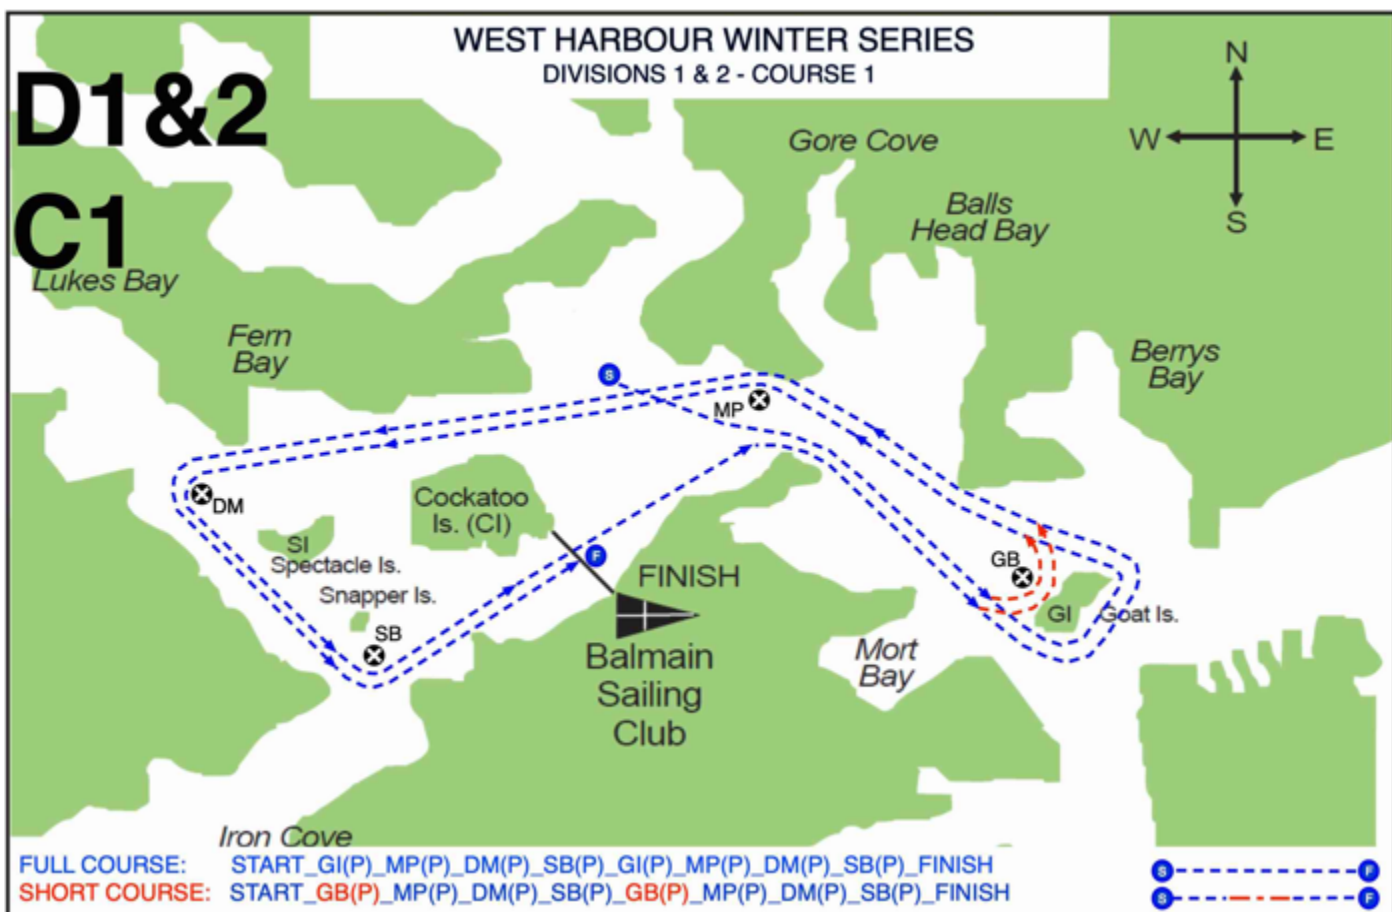 WEST HARBOUR WINTER SERIES
DIVISIONS 1 & 2 - COURSE 1
D1&2
C1
N
W
E
S
Gore Cove
Balls
Head Bay
Lukes Bay
Fern
Bay
Berrys
Bay
S
MP
DM
Cockatoo
Is. (CI)
SI
Spectacle Is.
Snapper Is.
SB
F
FINISH
GB
GI
Goat Is.
Balmain
Sailing
Club
Mort
Bay
Iron Cove
FULL COURSE: START_GI(P)_MP(P)_DM(P)_SB(P)_GI(P)_MP(P)_DM(P)_SB(P)_FINISH
S F
SHORT COURSE: START_GB(P)_MP(P)_DM(P)_SB(P)_GB(P)_MP(P)_DM(P)_SB(P)_FINISH
S F